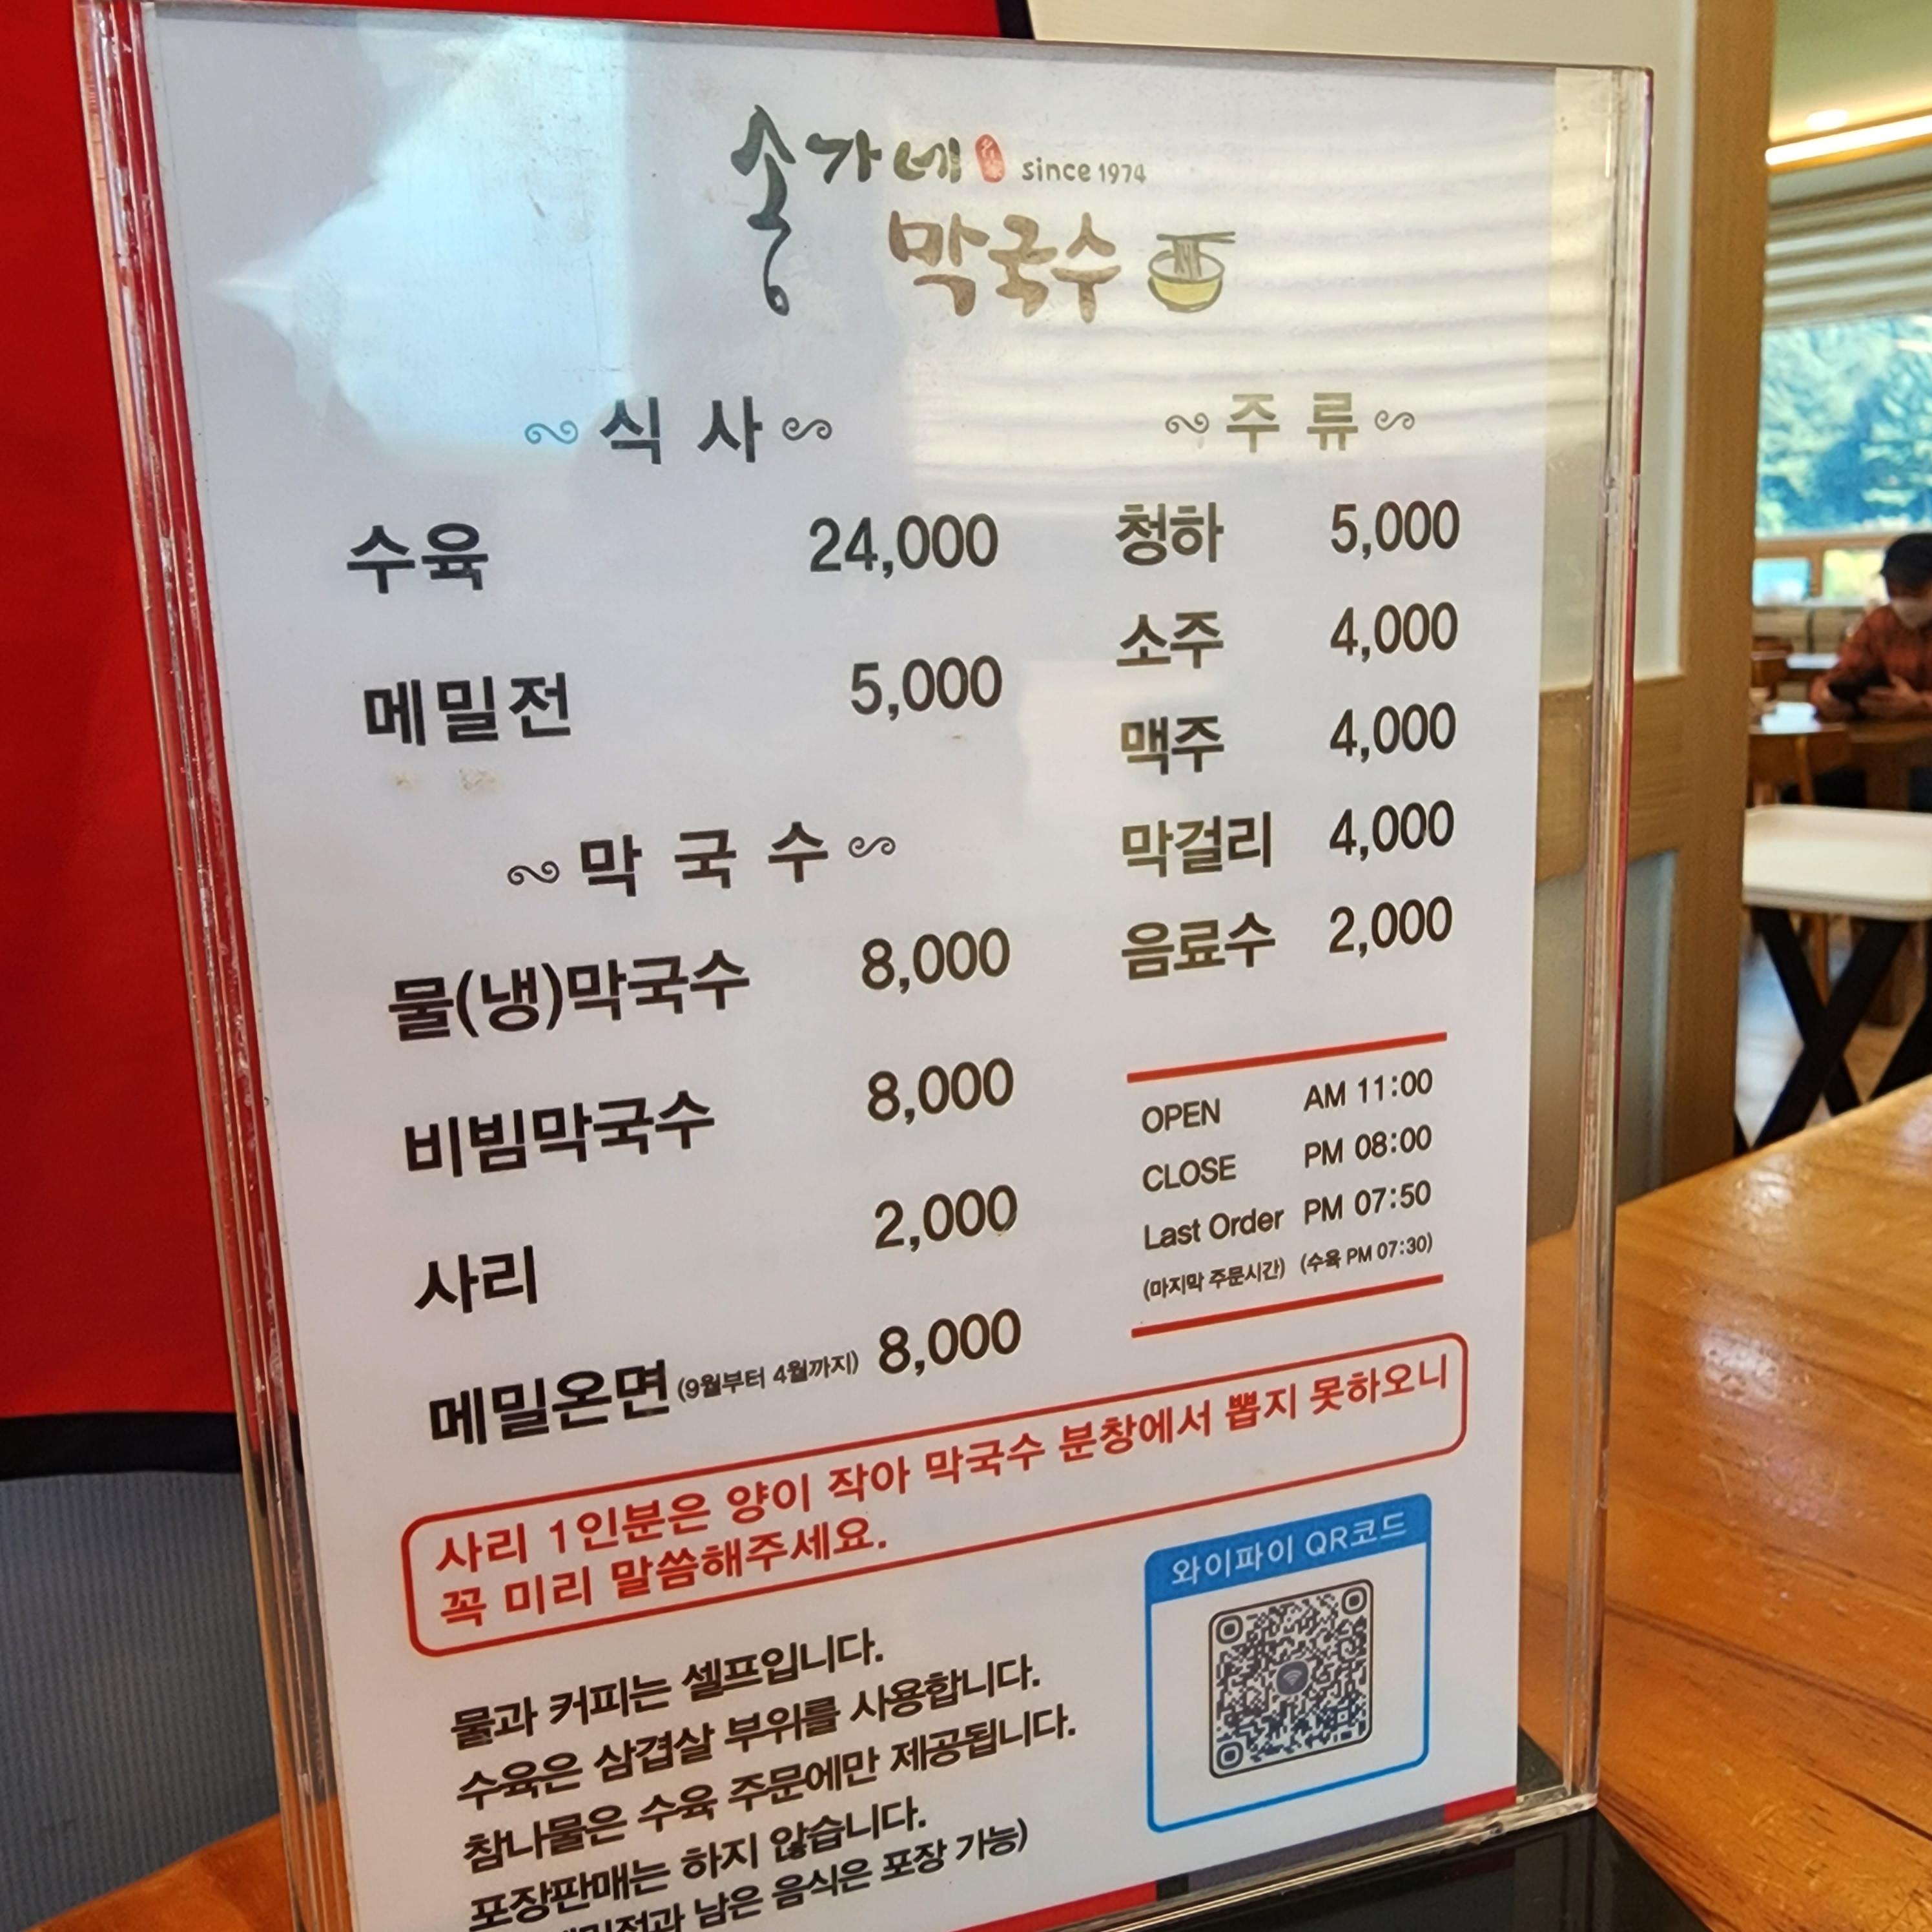 송가네 since 1974
막국수
식 사
수육 24,000
메밀전 5,000
막 국 수
물(냉)막국수 8,000
비빔막국수 8,000
사리 2,000
메밀온면 (9월부터 4월까지) 8,000
주 류
청하 5,000
소주 4,000
맥주 4,000
막걸리 4,000
음료수 2,000
OPEN AM 11:00
CLOSE PM 08:00
Last Order PM 07:50
(마지막 주문시간) (수육 PM 07:30)
사리 1인분은 양이 작아 막국수 분창에서 뽑지 못하오니
꼭 미리 말씀해주세요.
와이파이 QR코드
물과 커피는 셀프입니다.
수육은 삼겹살 부위를 사용합니다.
참나물은 수육 주문에만 제공됩니다.
포장판매는 하지 않습니다.
남은 음식은 포장 가능)